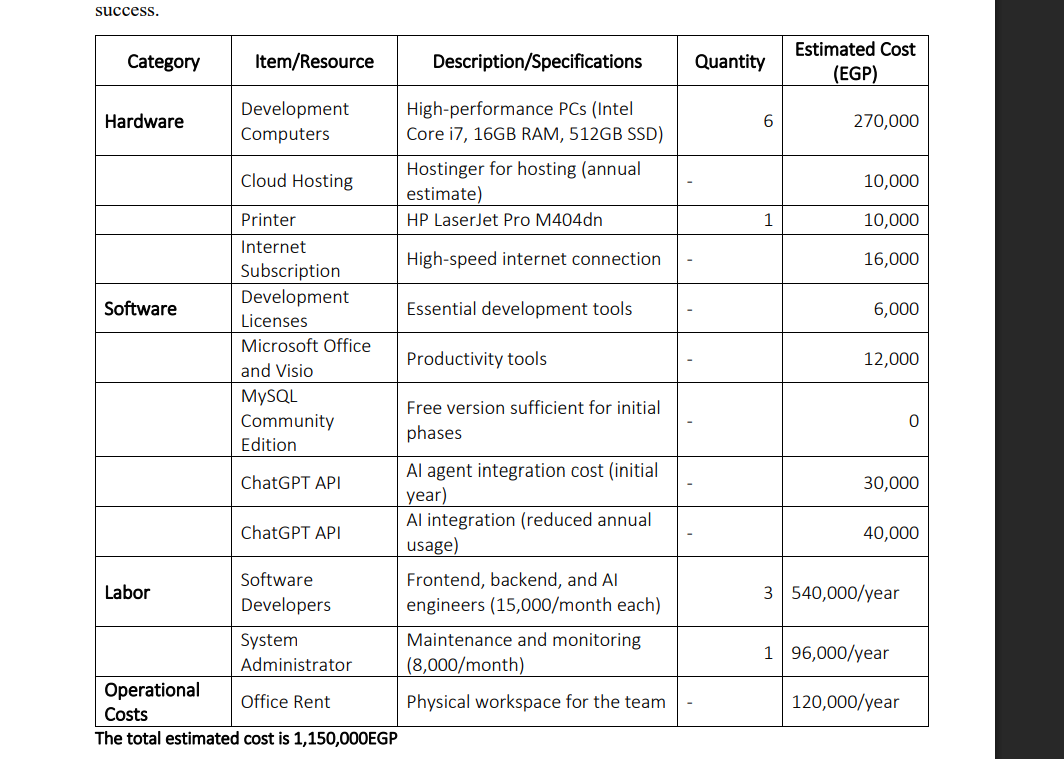 success.
Category Item/Resource Description/Specifications Quantity Estimated Cost
(EGP)
Hardware Development
Computers High-performance PCs (Intel
Core i7, 16GB RAM, 512GB SSD) 6 270,000
Cloud Hosting Hostinger for hosting (annual
estimate) - 10,000
Printer HP LaserJet Pro M404dn 1 10,000
Internet
Subscription High-speed internet connection - 16,000
Software Development
Licenses Essential development tools - 6,000
Microsoft Office
and Visio Productivity tools - 12,000
MySQL
Community
Edition Free version sufficient for initial
phases - 0
ChatGPT API AI agent integration cost (initial
year) - 30,000
ChatGPT API AI integration (reduced annual
usage) - 40,000
Labor Software
Developers Frontend, backend, and AI
engineers (15,000/month each) 3 540,000/year
System
Administrator Maintenance and monitoring
(8,000/month) 1 96,000/year
Operational
Costs Office Rent Physical workspace for the team - 120,000/year
The total estimated cost is 1,150,000EGP